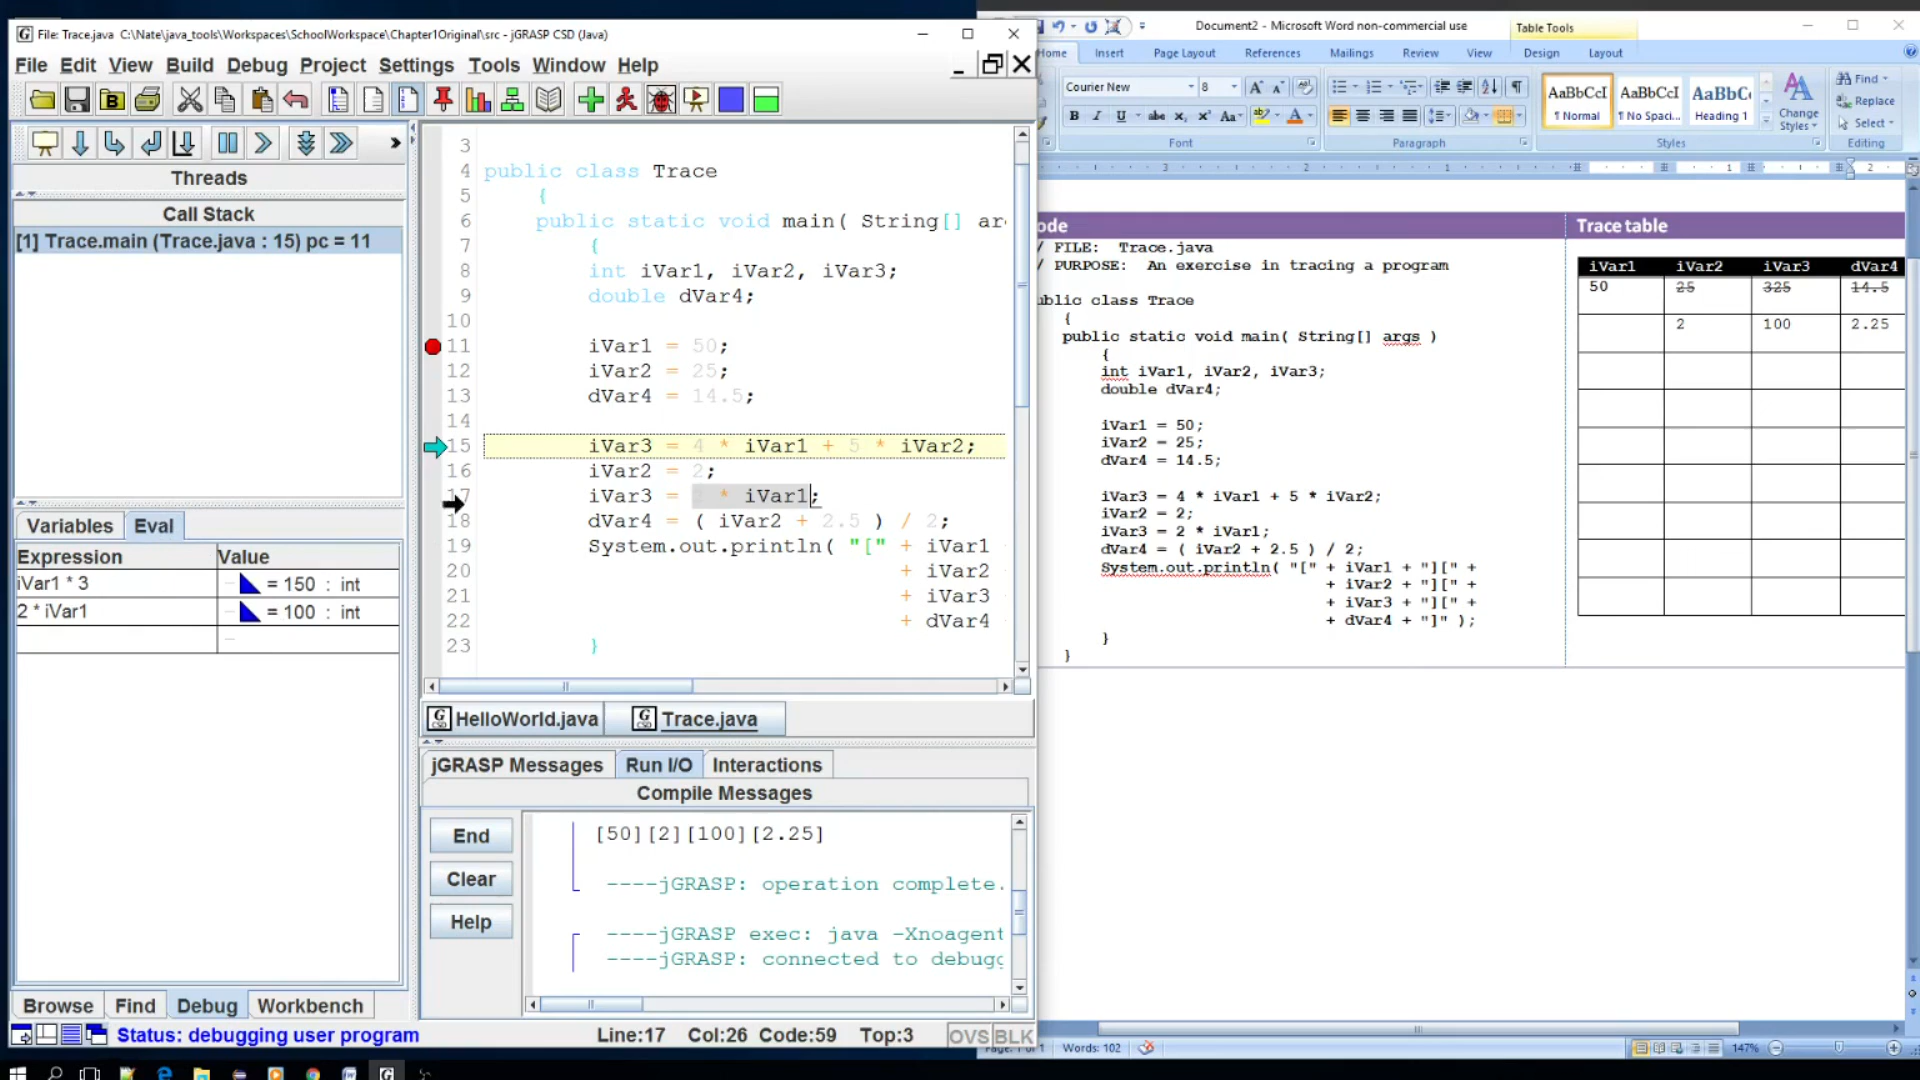 File: Trace.java C:\Nate\java_tools\Workspaces\SchoolWorkspace\Chapter1Original\src - jGRASP CSD (Java)
File Edit View Build Debug Project Settings Tools Window Help
Threads
Call Stack
[1] Trace.main (Trace.java : 15) pc = 11
Variables Eval
Expression Value
iVar1 * 3 = 150 : int
2 * iVar1 = 100 : int
Browse Find Debug Workbench
3
4 public class Trace
5 {
6 public static void main( String[] ar
7 {
8 int iVar1, iVar2, iVar3;
9 double dVar4;
10
11 iVar1 = 50;
12 iVar2 = 25;
13 dVar4 = 14.5;
14
15 iVar3 = 4 * iVar1 + 5 * iVar2;
16 iVar2 = 2;
17 iVar3 = * iVar1;
18 dVar4 = ( iVar2 + 2.5 ) / 2;
19 System.out.println( "[" + iVar1
20 + iVar2
21 + iVar3
22 + dVar4
23 }
HelloWorld.java Trace.java
jGRASP Messages Run I/O Interactions
Compile Messages
End
Clear
Help
[50][2][100][2.25]
----jGRASP: operation complete.
----jGRASP exec: java -Xnoagent
----jGRASP: connected to debugg
Status: debugging user program Line:17 Col:26 Code:59 Top:3 OVS BLK
Document2 - Microsoft Word non-commercial use Table Tools
Home Insert Page Layout References Mailings Review View Design Layout
Courier New 8
AaBbCcI AaBbCcI AaBbC
¶ Normal ¶ No Spaci... Heading 1 Change Styles
Find
Replace
Select
Font Paragraph Styles Editing
ode Trace table
/ FILE: Trace.java
/ PURPOSE: An exercise in tracing a program
ublic class Trace
{
public static void main( String[] args )
{
int iVar1, iVar2, iVar3;
double dVar4;
iVar1 = 50;
iVar2 = 25;
dVar4 = 14.5;
iVar3 = 4 * iVar1 + 5 * iVar2;
iVar2 = 2;
iVar3 = 2 * iVar1;
dVar4 = ( iVar2 + 2.5 ) / 2;
System.out.println( "[" + iVar1 + "][" +
+ iVar2 + "][" +
+ iVar3 + "][" +
+ dVar4 + "]" );
}
}
iVar1 iVar2 iVar3 dVar4
50 25 325 14.5
2 100 2.25
Words: 102 147%